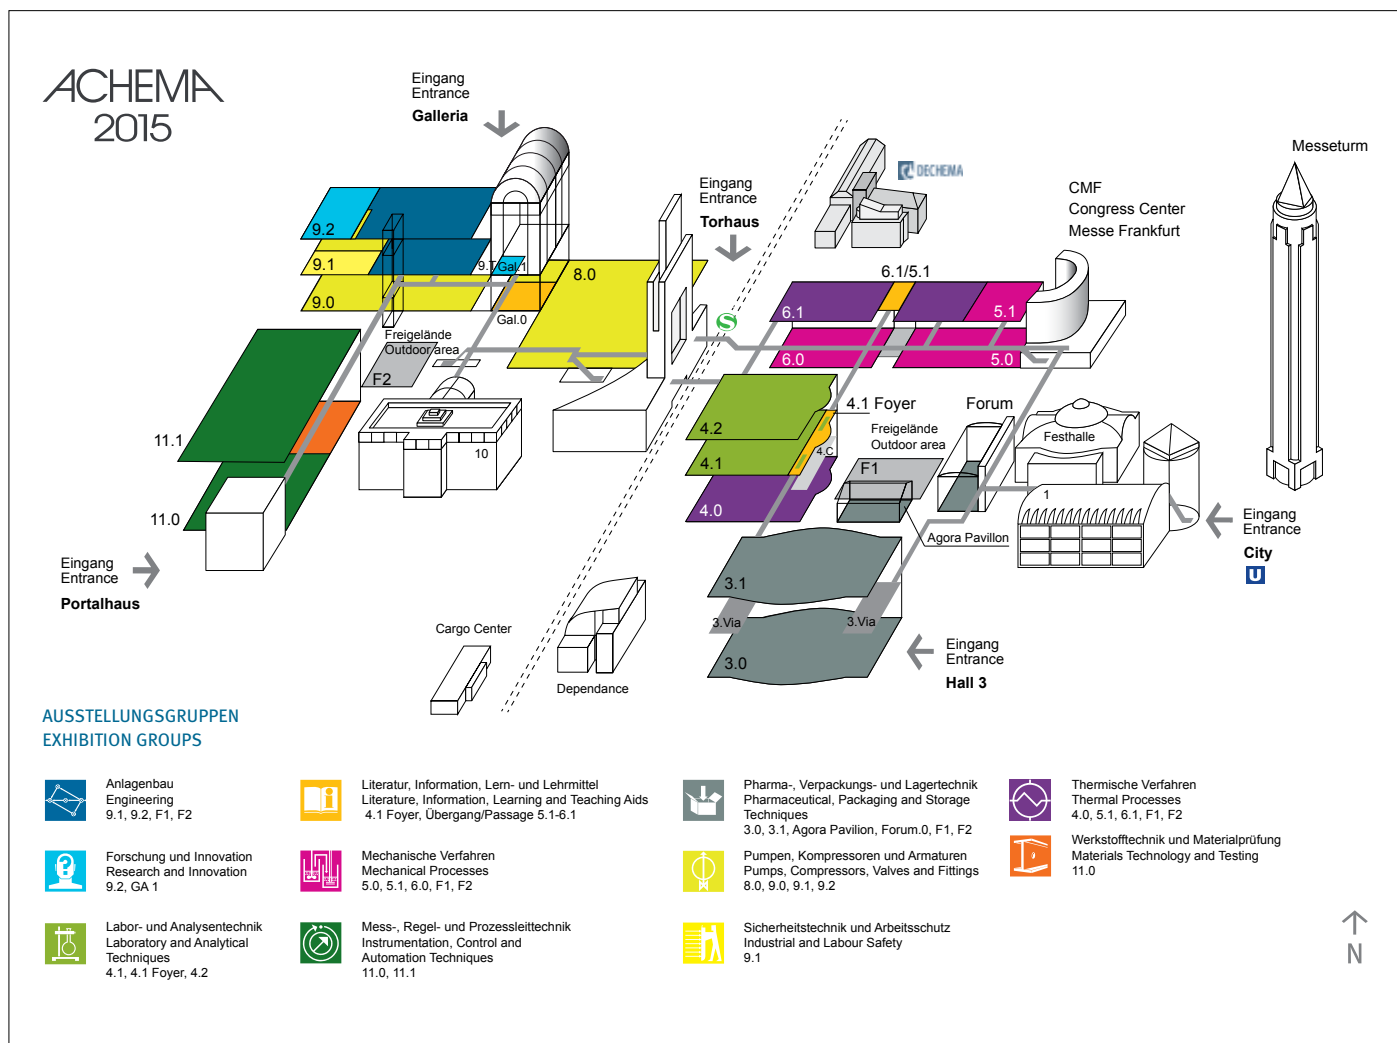 ACHEMA
2015
Eingang
Entrance
Galleria
Eingang
Entrance
Torhaus
DECHEMA
CMF
Congress Center
Messe Frankfurt
Messeturm
9.2
9.1
9.0
9.T
Gal.1
Gal.0
8.0
Freigelände
Outdoor area
F2
S
6.1/5.1
6.1
5.1
6.0
5.0
11.1
11.0
10
4.2
4.1
4.0
4.C
4.1 Foyer
Freigelände
Outdoor area
F1
Forum
Festhalle
1
Agora Pavillon
Eingang
Entrance
City
U
Eingang
Entrance
Portalhaus
3.1
3.Via
3.Via
3.0
Eingang
Entrance
Hall 3
Cargo Center
Dependance
AUSSTELLUNGSGRUPPEN
EXHIBITION GROUPS
Anlagenbau
Engineering
9.1, 9.2, F1, F2
Forschung und Innovation
Research and Innovation
9.2, GA 1
Labor- und Analysentechnik
Laboratory and Analytical
Techniques
4.1, 4.1 Foyer, 4.2
Literatur, Information, Lern- und Lehrmittel
Literature, Information, Learning and Teaching Aids
4.1 Foyer, Übergang/Passage 5.1-6.1
Mechanische Verfahren
Mechanical Processes
5.0, 5.1, 6.0, F1, F2
Mess-, Regel- und Prozessleittechnik
Instrumentation, Control and
Automation Techniques
11.0, 11.1
Pharma-, Verpackungs- und Lagertechnik
Pharmaceutical, Packaging and Storage
Techniques
3.0, 3.1, Agora Pavilion, Forum.0, F1, F2
Pumpen, Kompressoren und Armaturen
Pumps, Compressors, Valves and Fittings
8.0, 9.0, 9.1, 9.2
Sicherheitstechnik und Arbeitsschutz
Industrial and Labour Safety
9.1
Thermische Verfahren
Thermal Processes
4.0, 5.1, 6.1, F1, F2
Werkstofftechnik und Materialprüfung
Materials Technology and Testing
11.0
N